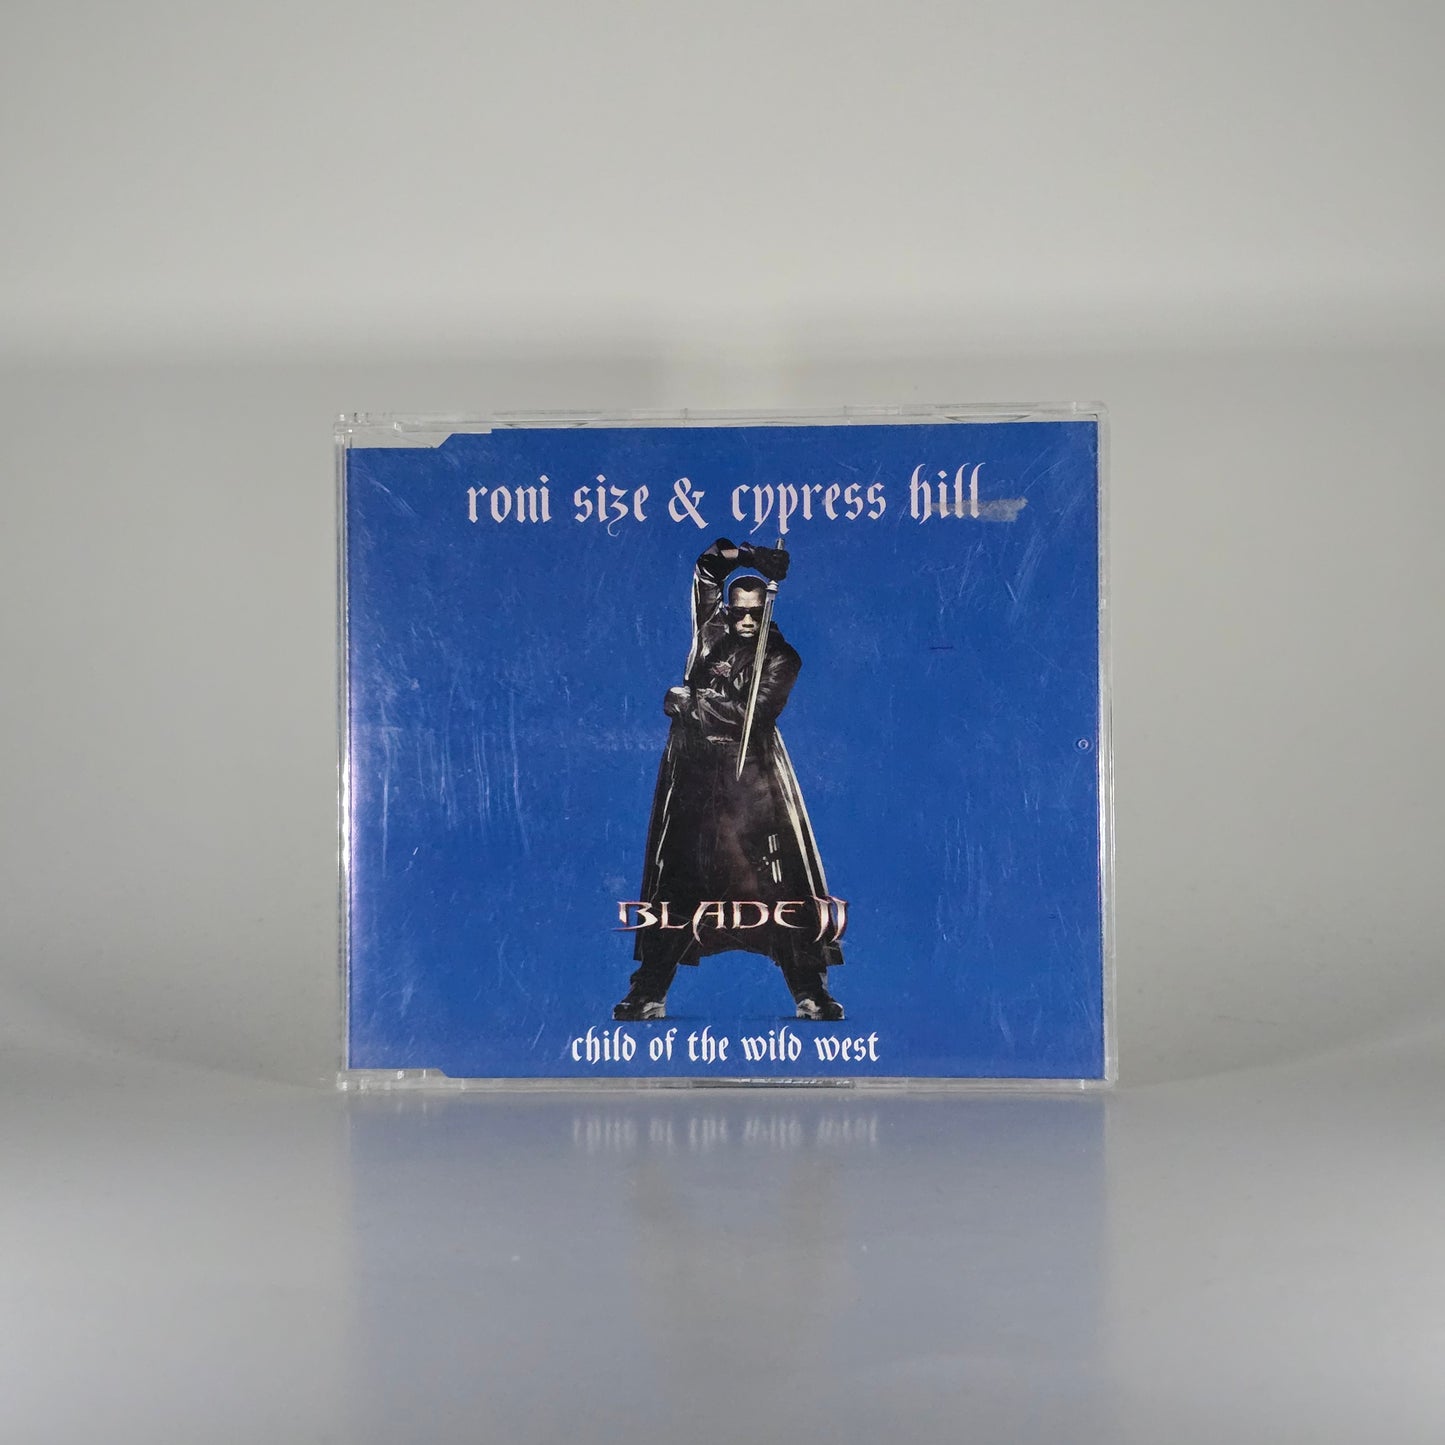 roni size & cypress hill
BLADE II
child of the wild west